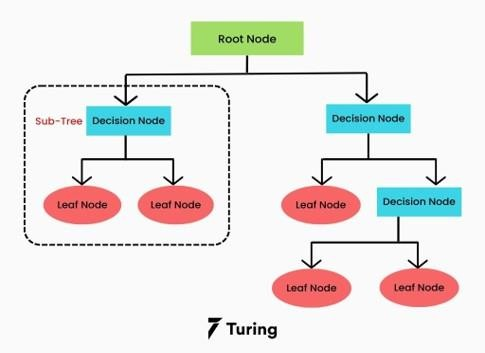 Root Node
Sub-Tree
Decision Node
Decision Node
Leaf Node
Leaf Node
Leaf Node
Decision Node
Leaf Node
Leaf Node
Turing